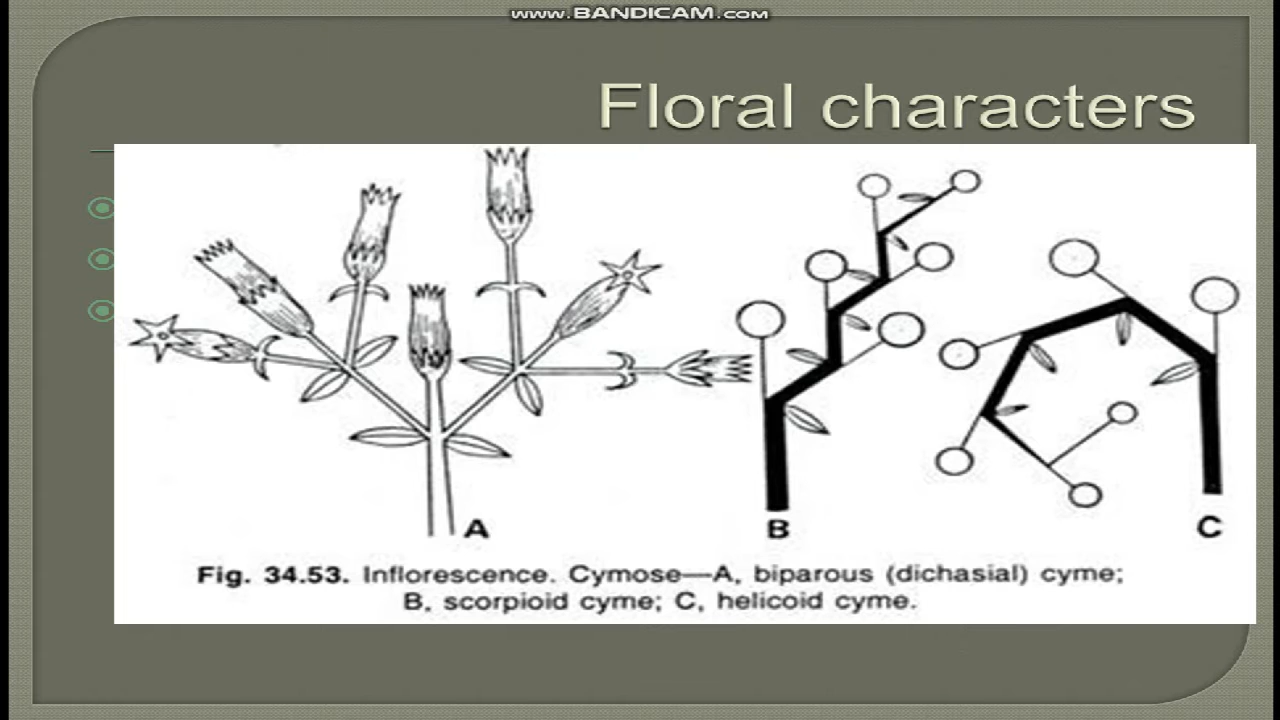 www.BANDICAM.com
Floral characters
A
B
C
Fig. 34.53. Inflorescence. Cymose—A, biparous (dichasial) cyme;
B, scorpioid cyme; C, helicoid cyme.